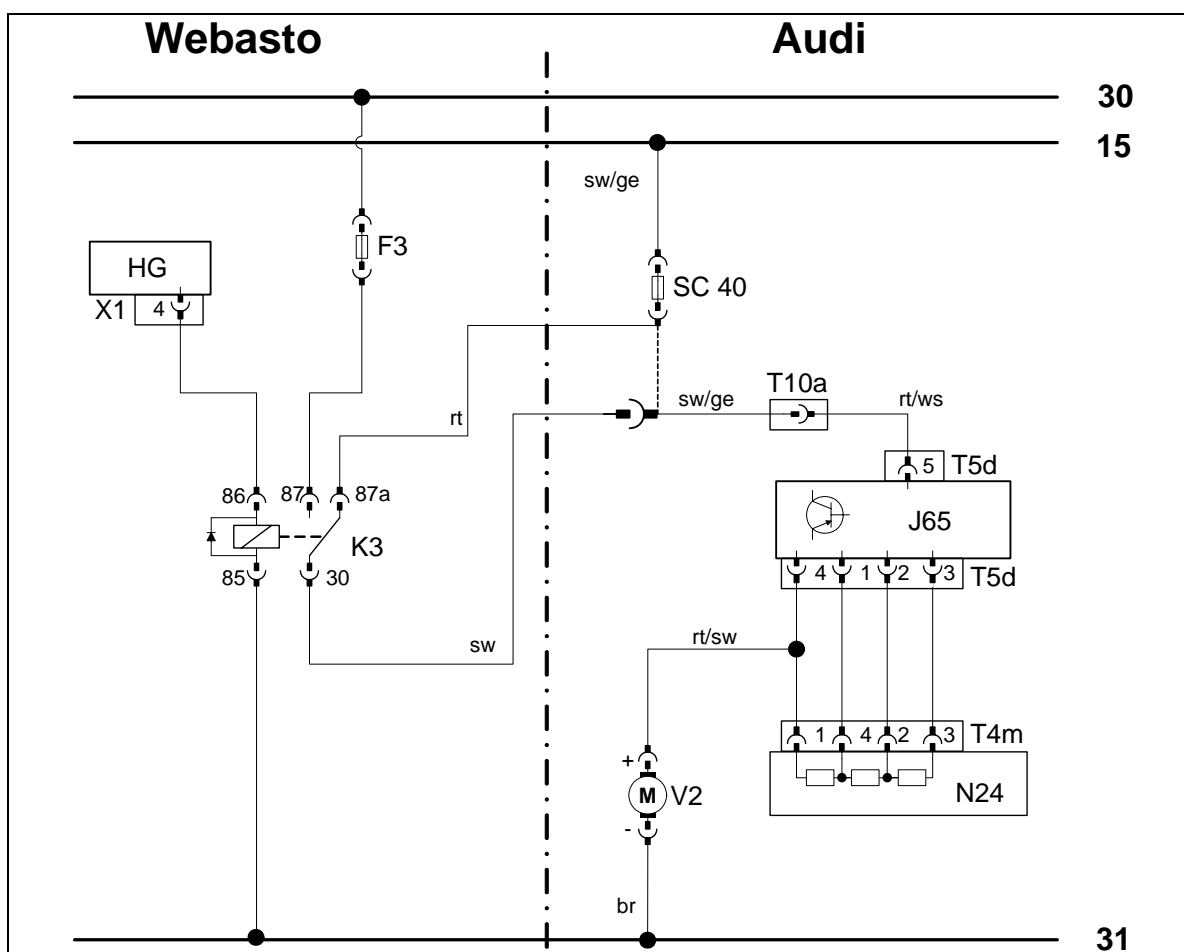 Webasto Audi
30
15
sw/ge
F3
HG
SC 40
X1 4
T10a
sw/ge rt/ws
rt
5 T5d
86 87 87a
J65
K3
85 30
4 1 2 3 T5d
rt/sw
sw
1 4 2 3 T4m
+
M V2
N24
-
br
31